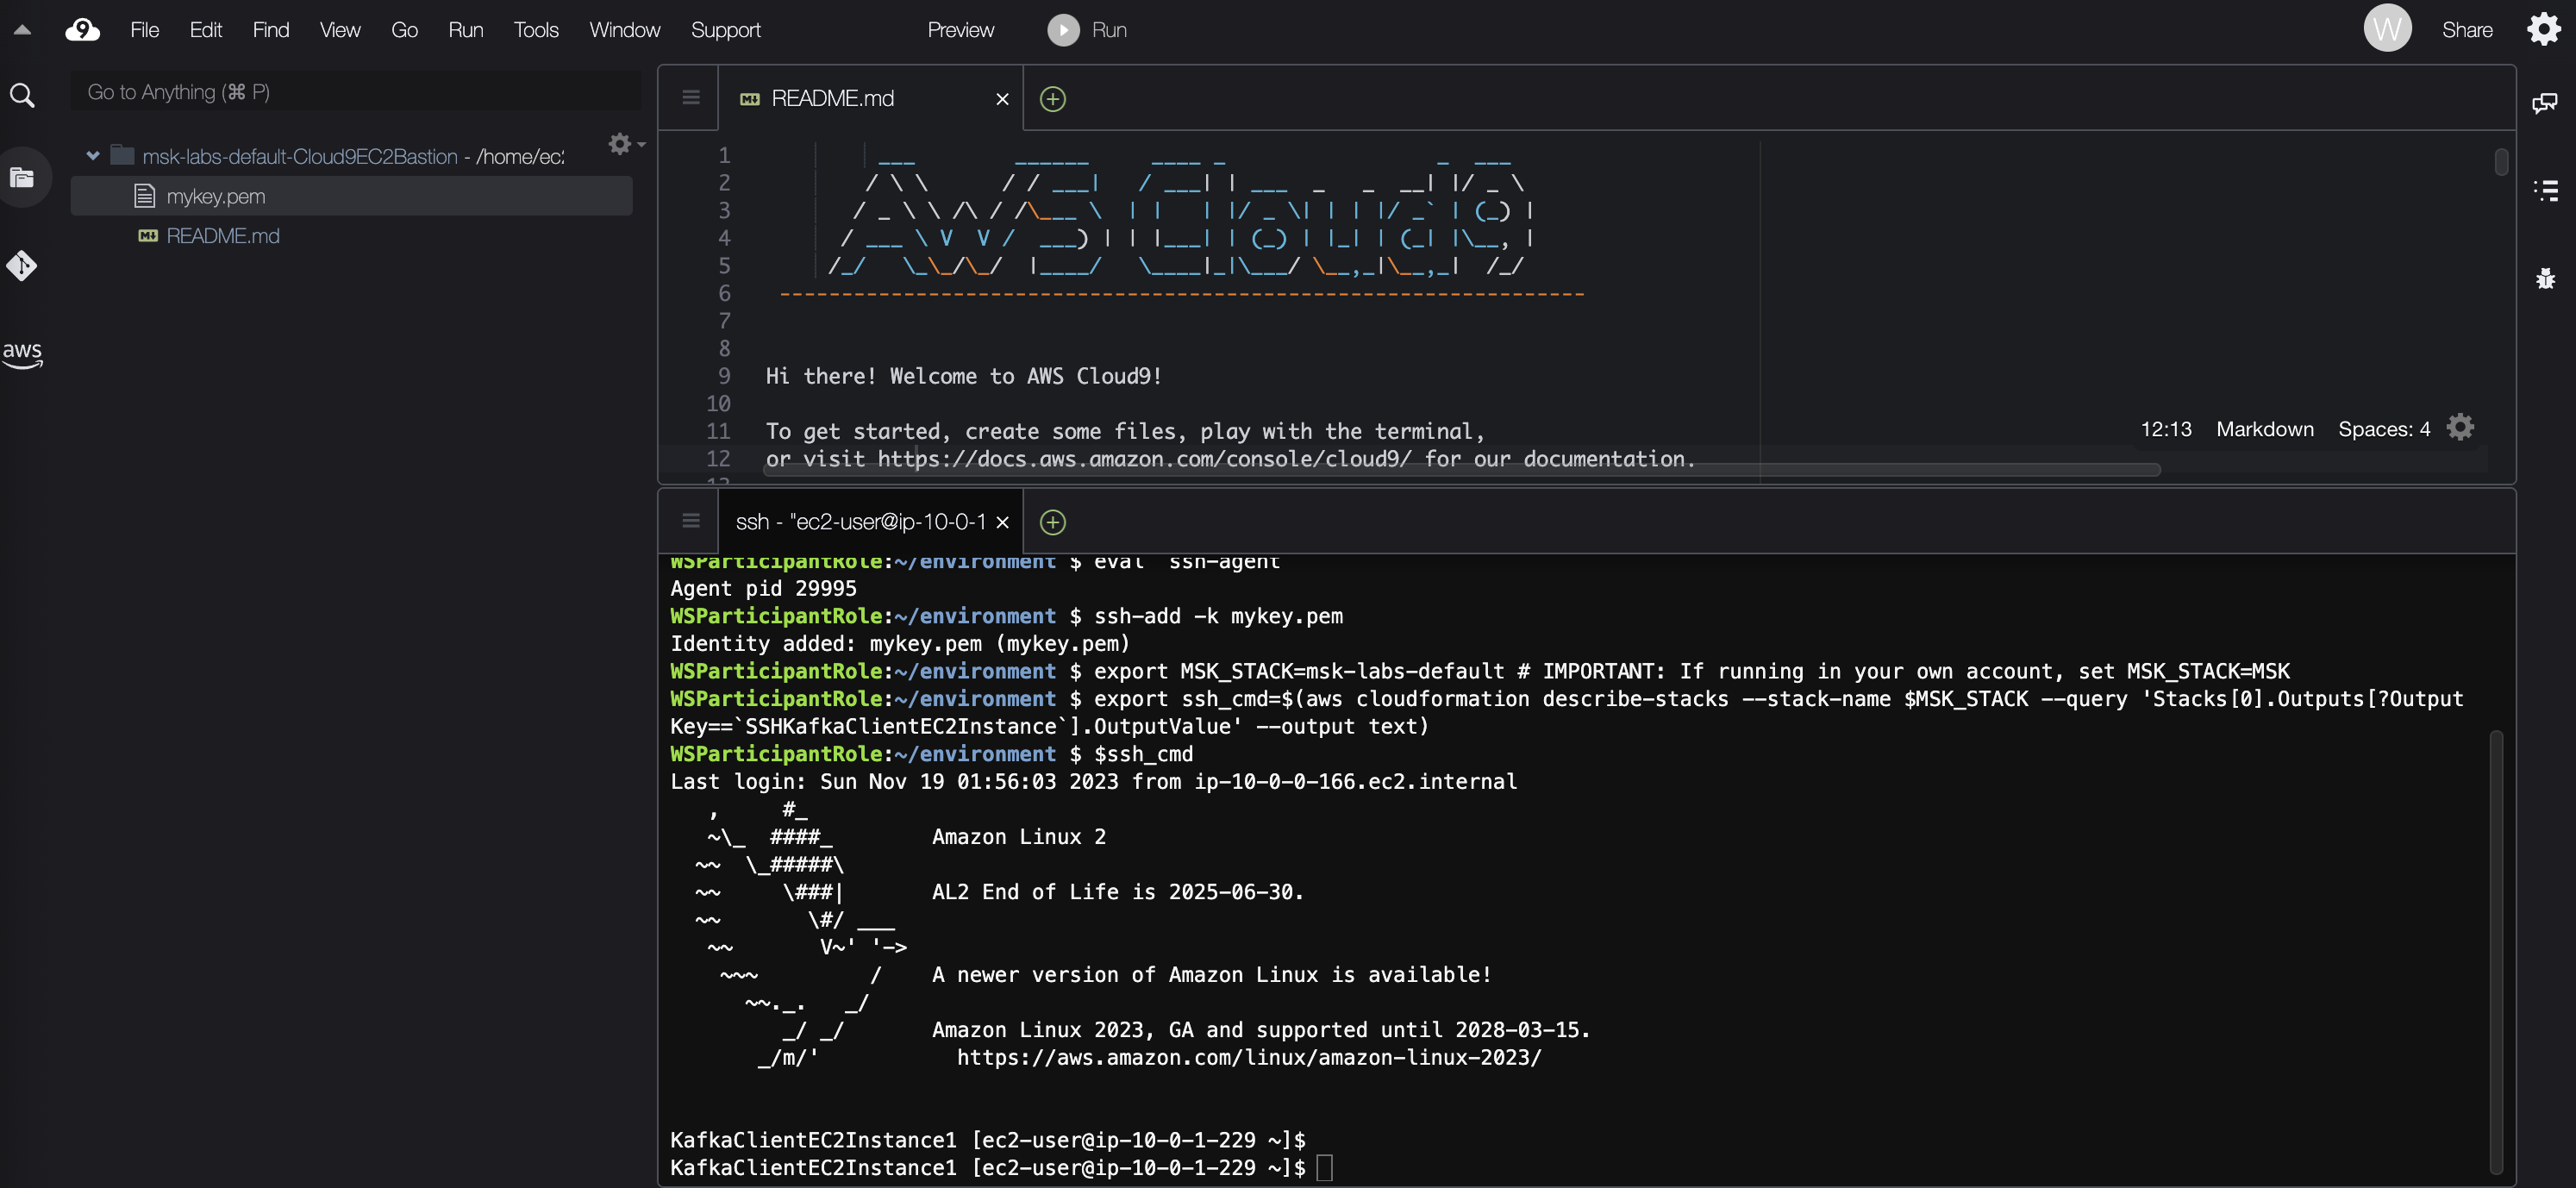 File Edit Find View Go Run Tools Window Support Preview Run W Share
Go to Anything (⌘ P)
msk-labs-default-Cloud9EC2Bastion - /home/ec2
mykey.pem
README.md
aws
README.md
1
2
3
4
5
6
7
8
9 Hi there! Welcome to AWS Cloud9!
10
11 To get started, create some files, play with the terminal,
12 or visit https://docs.aws.amazon.com/console/cloud9/ for our documentation.
13
AWS Cloud9
12:13 Markdown Spaces: 4
ssh - "ec2-user@ip-10-0-1
WSParticipantRole:~/environment $ eval ssh-agent
Agent pid 29995
WSParticipantRole:~/environment $ ssh-add -k mykey.pem
Identity added: mykey.pem (mykey.pem)
WSParticipantRole:~/environment $ export MSK_STACK=msk-labs-default # IMPORTANT: If running in your own account, set MSK_STACK=MSK
WSParticipantRole:~/environment $ export ssh_cmd=$(aws cloudformation describe-stacks --stack-name $MSK_STACK --query 'Stacks[0].Outputs[?Output
Key==`SSHKafkaClientEC2Instance`].OutputValue' --output text)
WSParticipantRole:~/environment $ $ssh_cmd
Last login: Sun Nov 19 01:56:03 2023 from ip-10-0-0-166.ec2.internal
   ,     #_
   ~\_  ####_        Amazon Linux 2
  ~~  \_#####\
  ~~     \###|       AL2 End of Life is 2025-06-30.
  ~~       \#/ ___
   ~~       V~' '->
    ~~~         /    A newer version of Amazon Linux is available!
      ~~._.   _/
         _/ _/       Amazon Linux 2023, GA and supported until 2028-03-15.
       _/m/'           https://aws.amazon.com/linux/amazon-linux-2023/
KafkaClientEC2Instance1 [ec2-user@ip-10-0-1-229 ~]$
KafkaClientEC2Instance1 [ec2-user@ip-10-0-1-229 ~]$